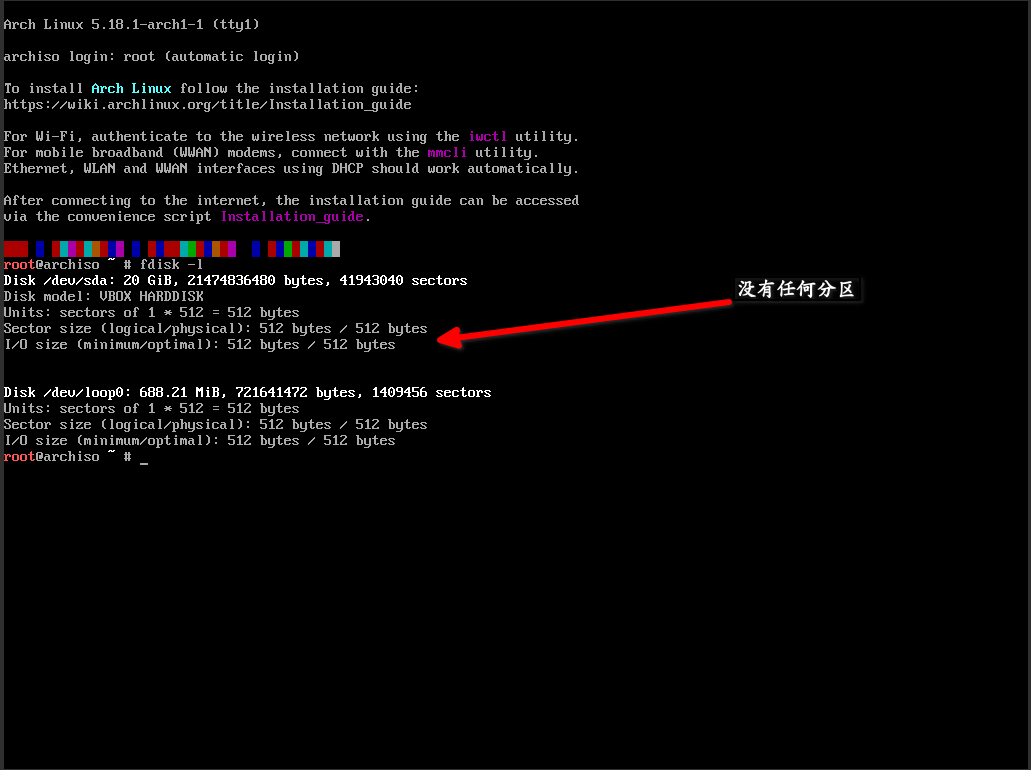 Arch Linux 5.18.1-arch1-1 (tty1)
archiso login: root (automatic login)
To install Arch Linux follow the installation guide:
https://wiki.archlinux.org/title/Installation_guide
For Wi-Fi, authenticate to the wireless network using the iwctl utility.
For mobile broadband (WWAN) modems, connect with the mmcli utility.
Ethernet, WLAN and WWAN interfaces using DHCP should work automatically.
After connecting to the internet, the installation guide can be accessed
via the convenience script Installation_guide.
root@archiso ~ # fdisk -l
Disk /dev/sda: 20 GiB, 21474836480 bytes, 41943040 sectors
Disk model: VBOX HARDDISK
Units: sectors of 1 * 512 = 512 bytes
Sector size (logical/physical): 512 bytes / 512 bytes
I/O size (minimum/optimal): 512 bytes / 512 bytes
没有任何分区
Disk /dev/loop0: 688.21 MiB, 721641472 bytes, 1409456 sectors
Units: sectors of 1 * 512 = 512 bytes
Sector size (logical/physical): 512 bytes / 512 bytes
I/O size (minimum/optimal): 512 bytes / 512 bytes
root@archiso ~ # _